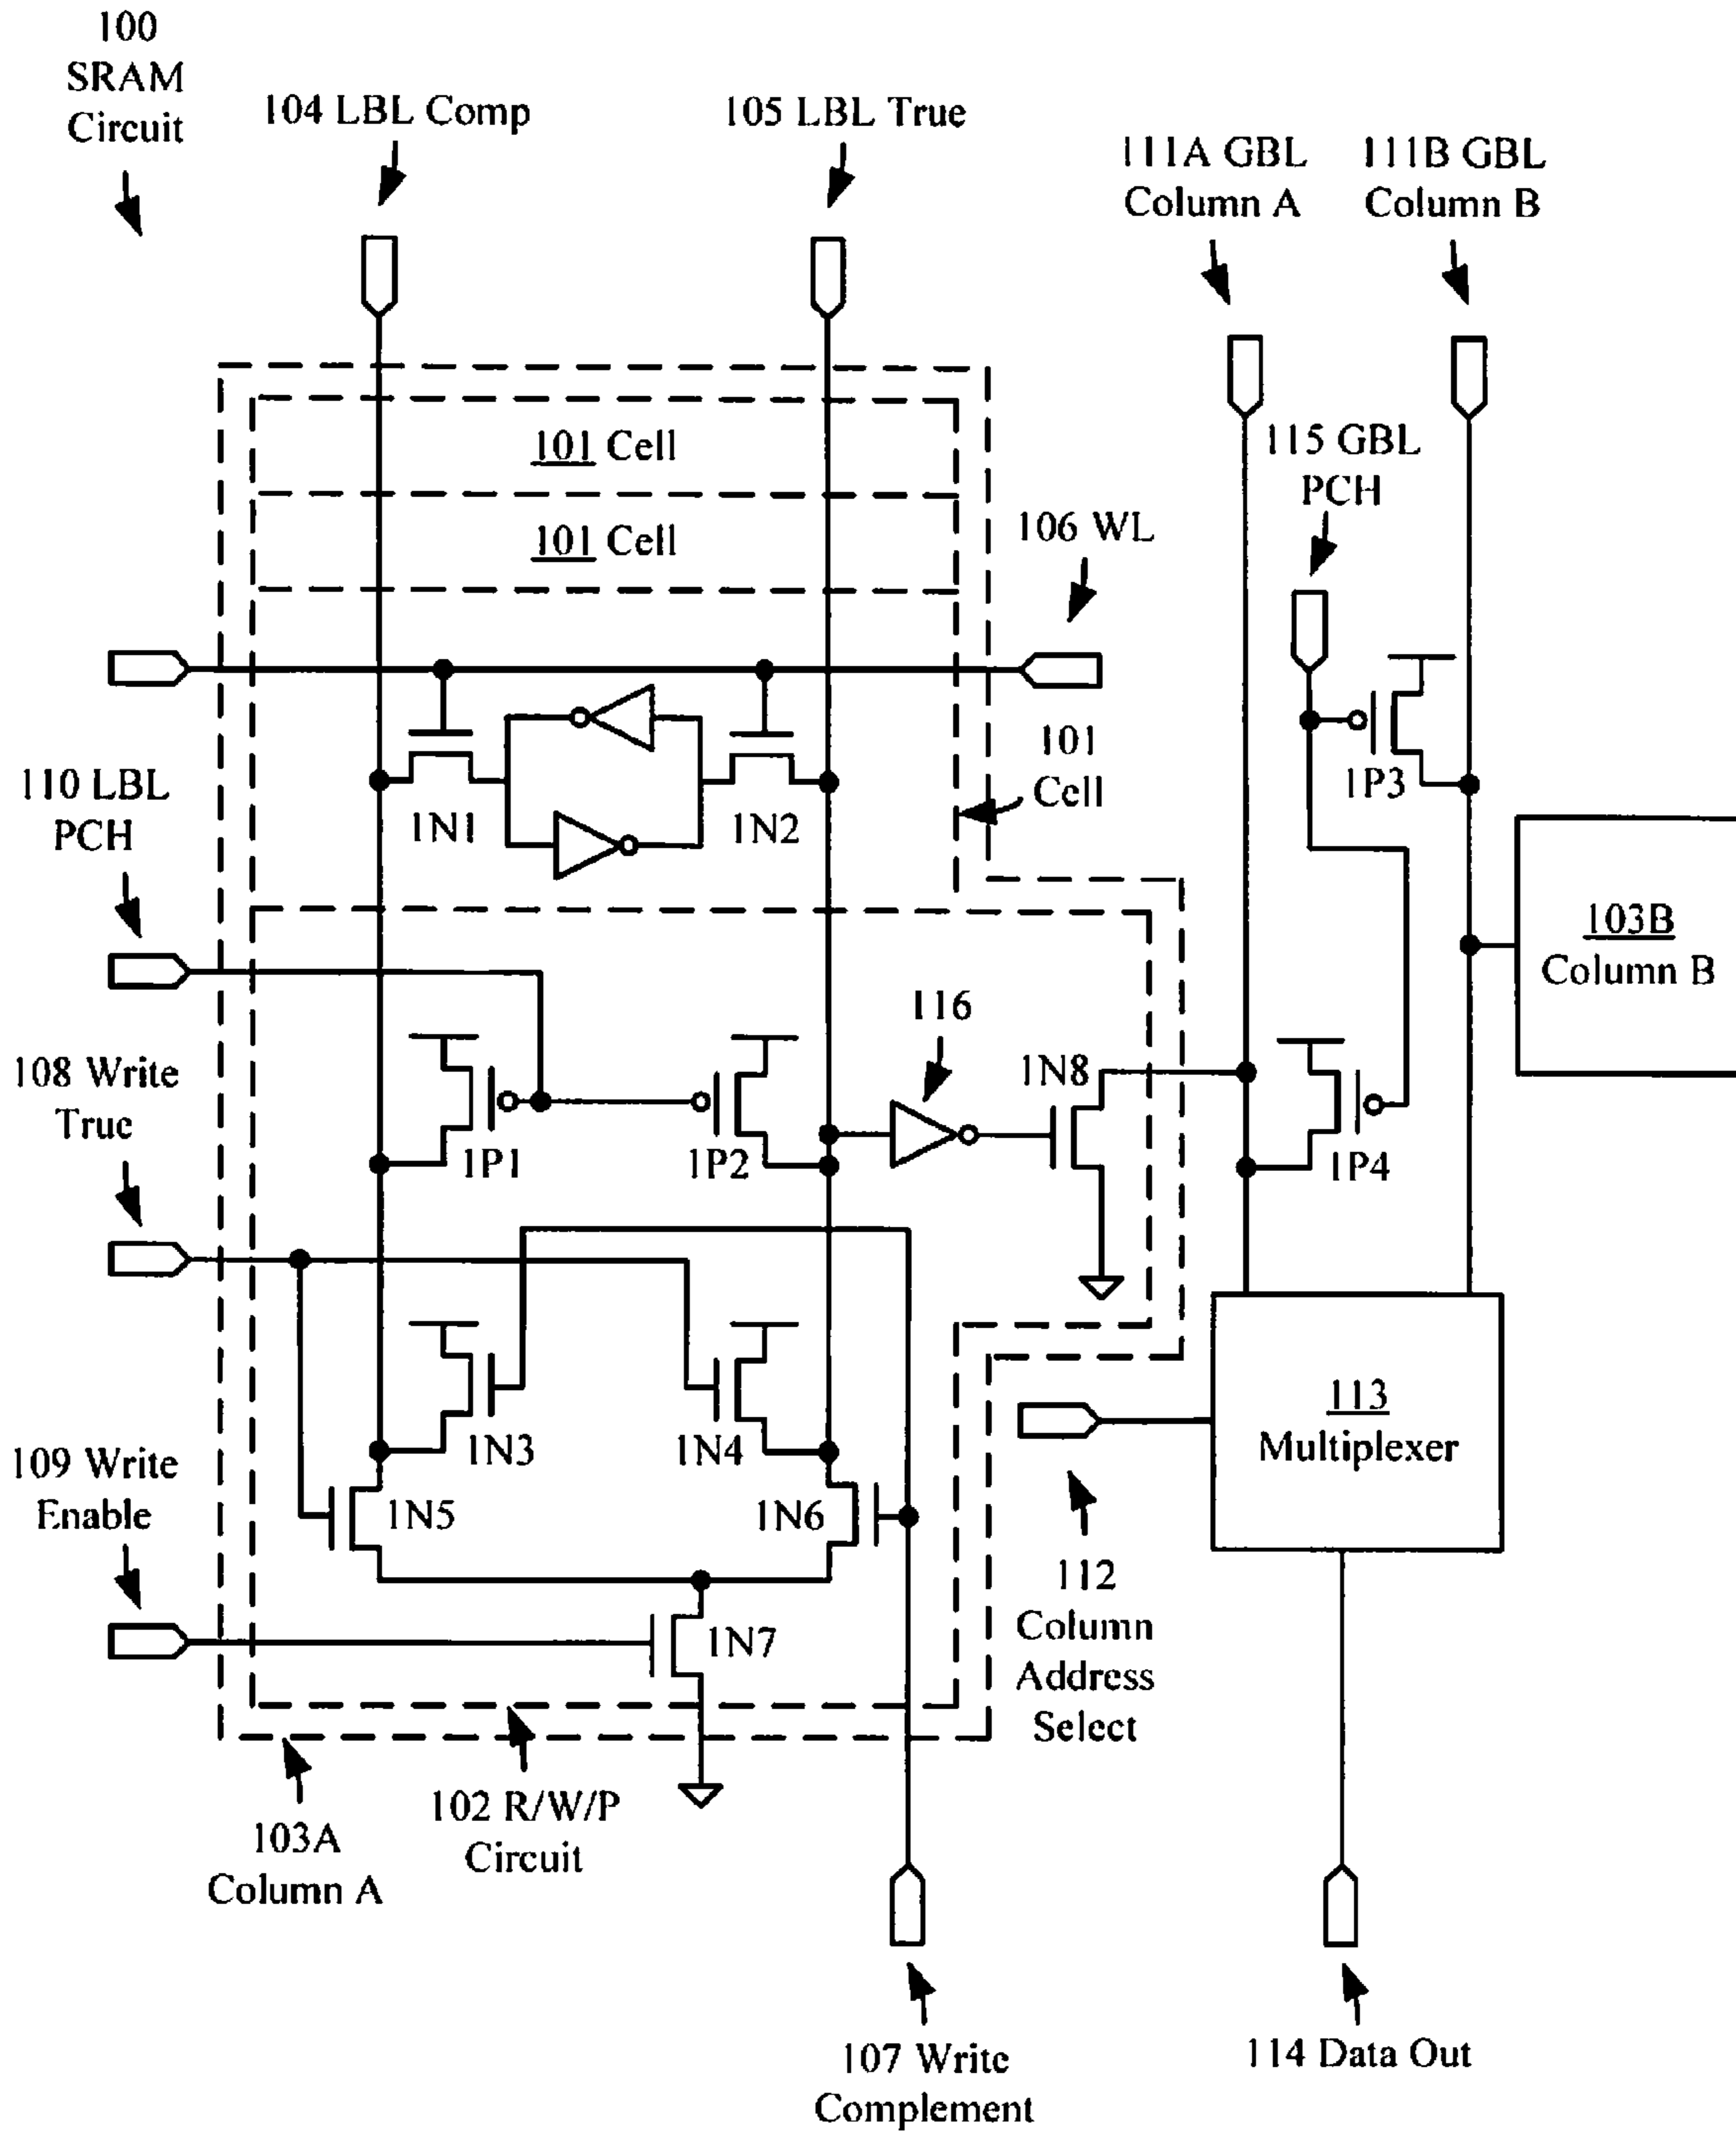 100
SRAM
Circuit
104 LBL Comp
105 LBL True
111A GBL
Column A
111B GBL
Column B
115 GBL
PCH
101 Cell
101 Cell
106 WL
101
Cell
110 LBL
PCH
1N1
1N2
1P3
103B
Column B
116
1N8
108 Write
True
1P1
1P2
1P4
113
Multiplexer
1N3
1N4
109 Write
Enable
1N5
1N6
112
Column
Address
Select
1N7
102 R/W/P
Circuit
103A
Column A
107 Write
Complement
114 Data Out